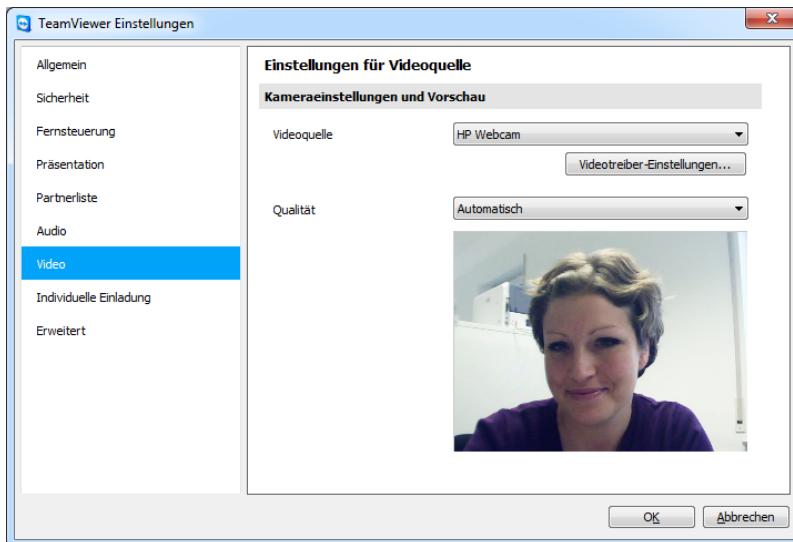 TeamViewer Einstellungen
Allgemein
Sicherheit
Fernsteuerung
Präsentation
Partnerliste
Audio
Video
Individuelle Einladung
Erweitert
Einstellungen für Videoquelle
Kameraeinstellungen und Vorschau
Videoquelle
HP Webcam
Videotreiber-Einstellungen...
Qualität
Automatisch
OK
Abbrechen